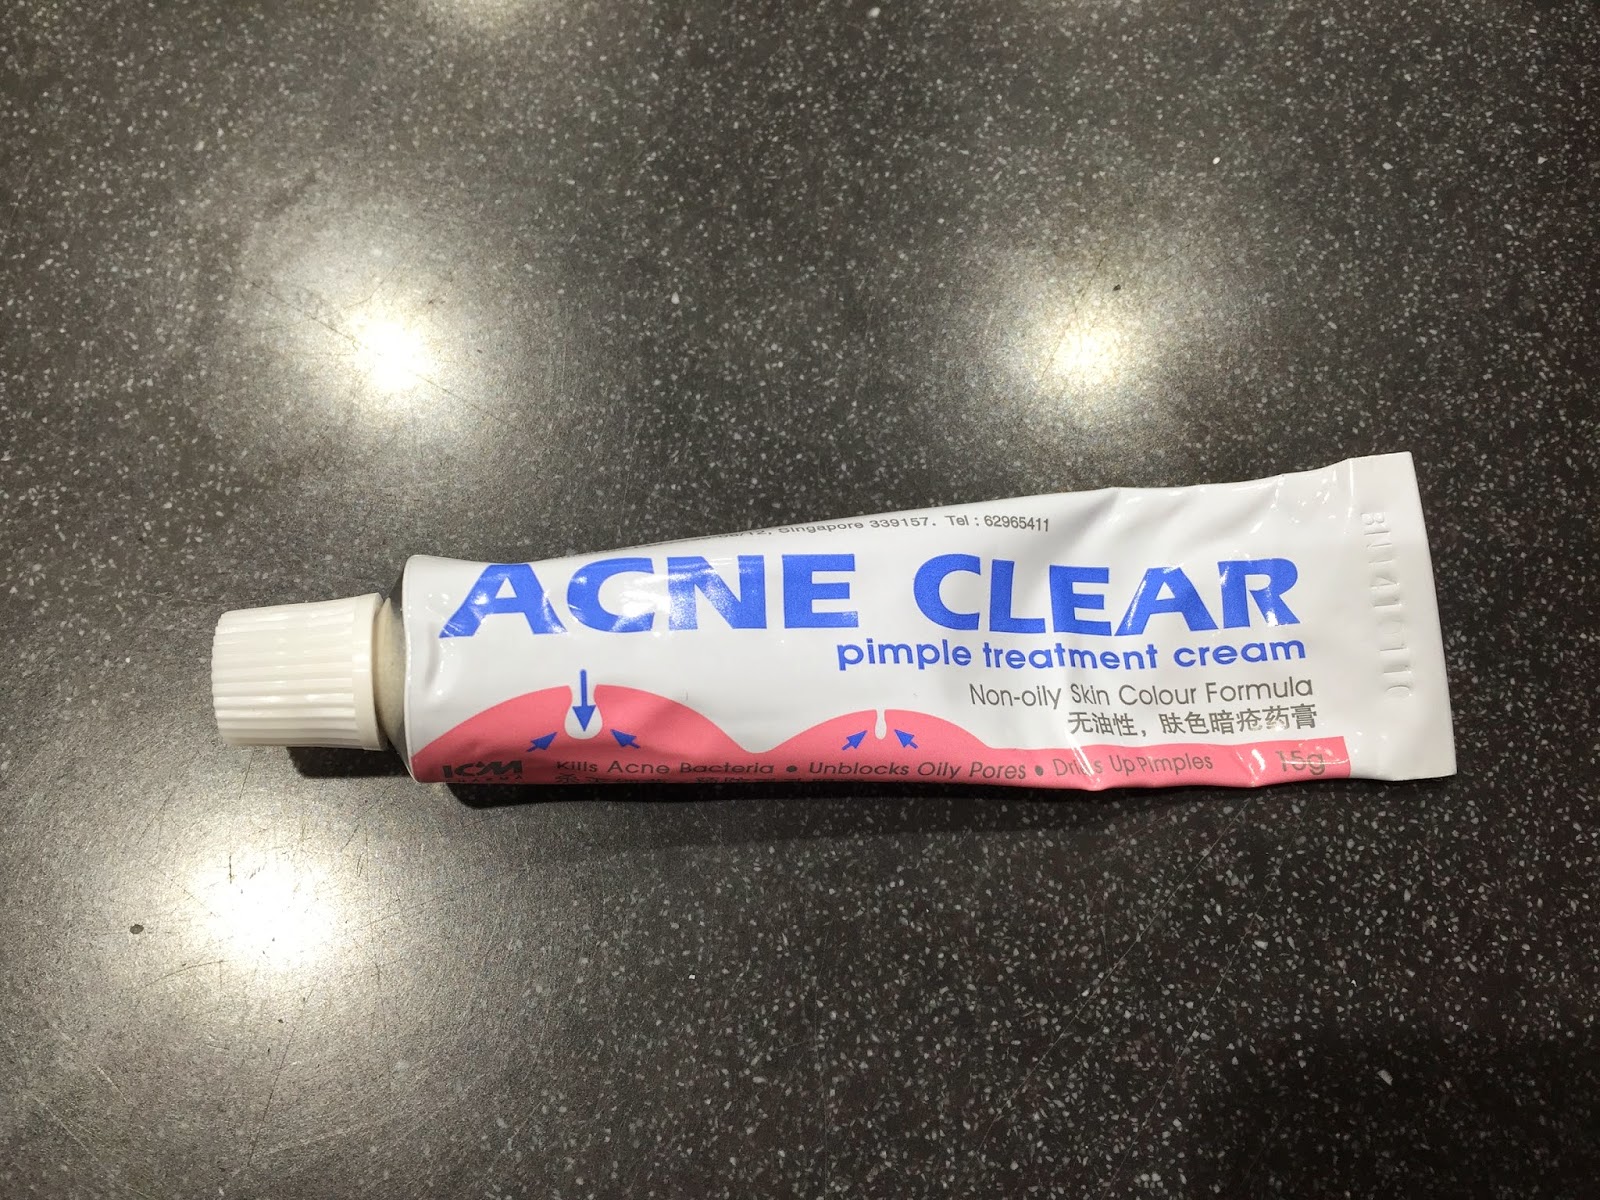 Singapore 339157. Tel : 62965411
ACNE CLEAR
pimple treatment cream
Non-oily Skin Colour Formula
无油性，肤色暗疮药膏
ICM
Kills Acne Bacteria • Unblocks Oily Pores • Dries Up Pimples
15g